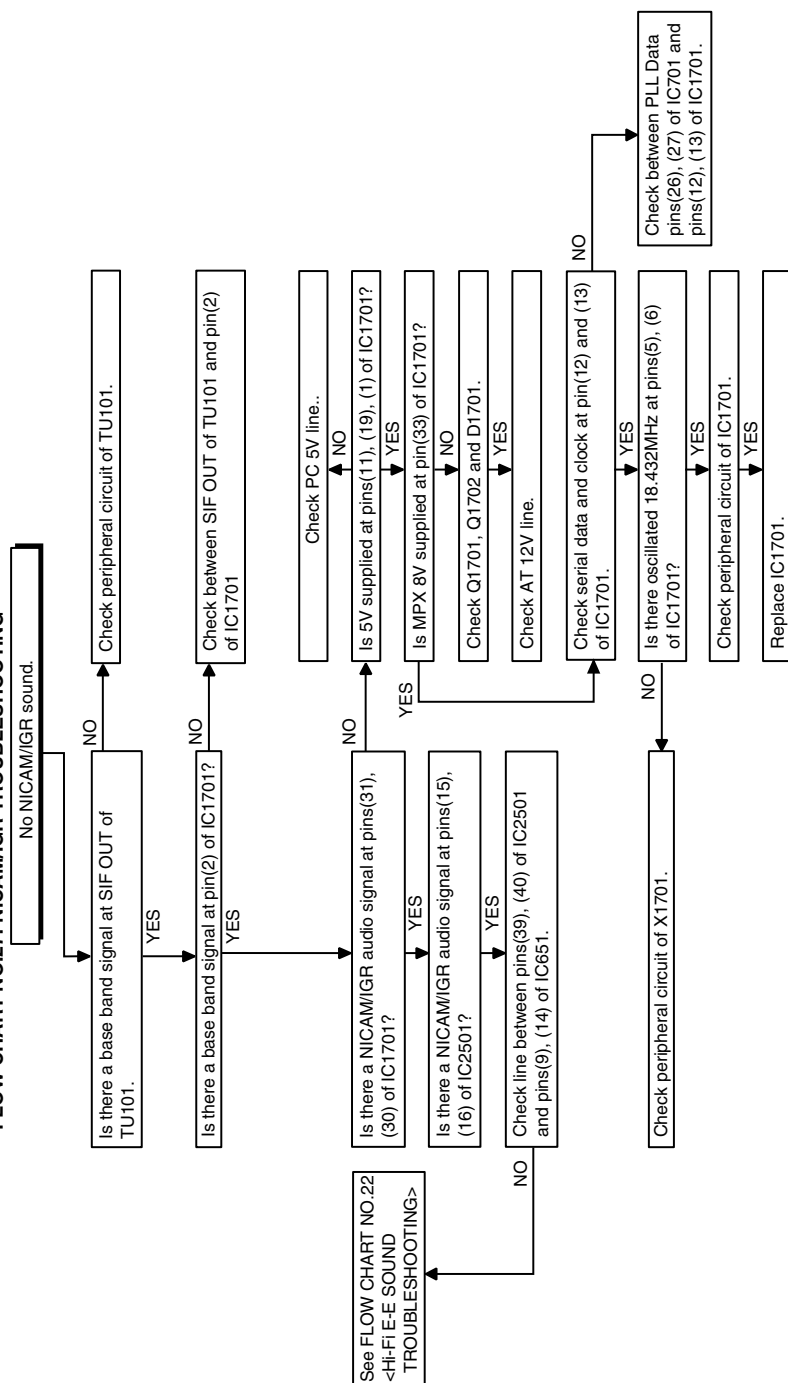 FLOW CHART NICAM/IGR TROUBLESHOOTING
No NICAM/IGR sound.
Is there a base band signal at SIF OUT of
TU101.
NO
Check peripheral circuit of TU101.
YES
Is there a base band signal at pin(2) of IC1701?
NO
Check between SIF OUT of TU101 and pin(2)
of IC1701
YES
Check PC 5V line..
NO
Is there a NICAM/IGR audio signal at pins(31),
(30) of IC1701?
NO
Is 5V supplied at pins(11), (19), (1) of IC1701?
YES
YES
Is MPX 8V supplied at pin(33) of IC1701?
YES
NO
Is there a NICAM/IGR audio signal at pins(15),
(16) of IC2501?
YES
Check Q1701, Q1702 and D1701.
YES
Check AT 12V line.
Check line between pins(39), (40) of IC2501
and pins(9), (14) of IC651.
NO
See FLOW CHART NO.22
<Hi-Fi E-E SOUND
TROUBLESHOOTING>
Check serial data and clock at pin(12) and (13)
of IC1701.
NO
Check between PLL Data
pins(26), (27) of IC701 and
pins(12), (13) of IC1701.
YES
Is there oscillated 18.432MHz at pins(5), (6)
of IC1701?
NO
Check peripheral circuit of X1701.
YES
Check peripheral circuit of IC1701.
YES
Replace IC1701.